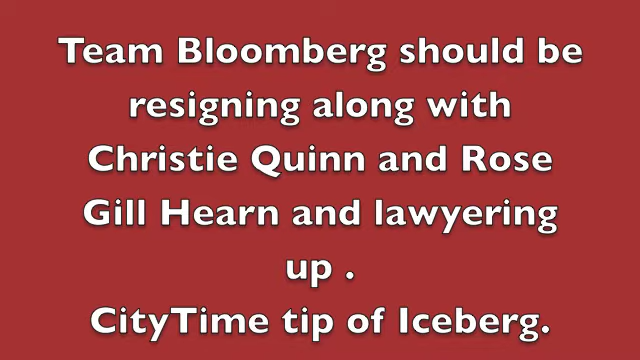 Team Bloomberg should be
resigning along with
Christie Quinn and Rose
Gill Hearn and lawyering
up .
CityTime tip of Iceberg.